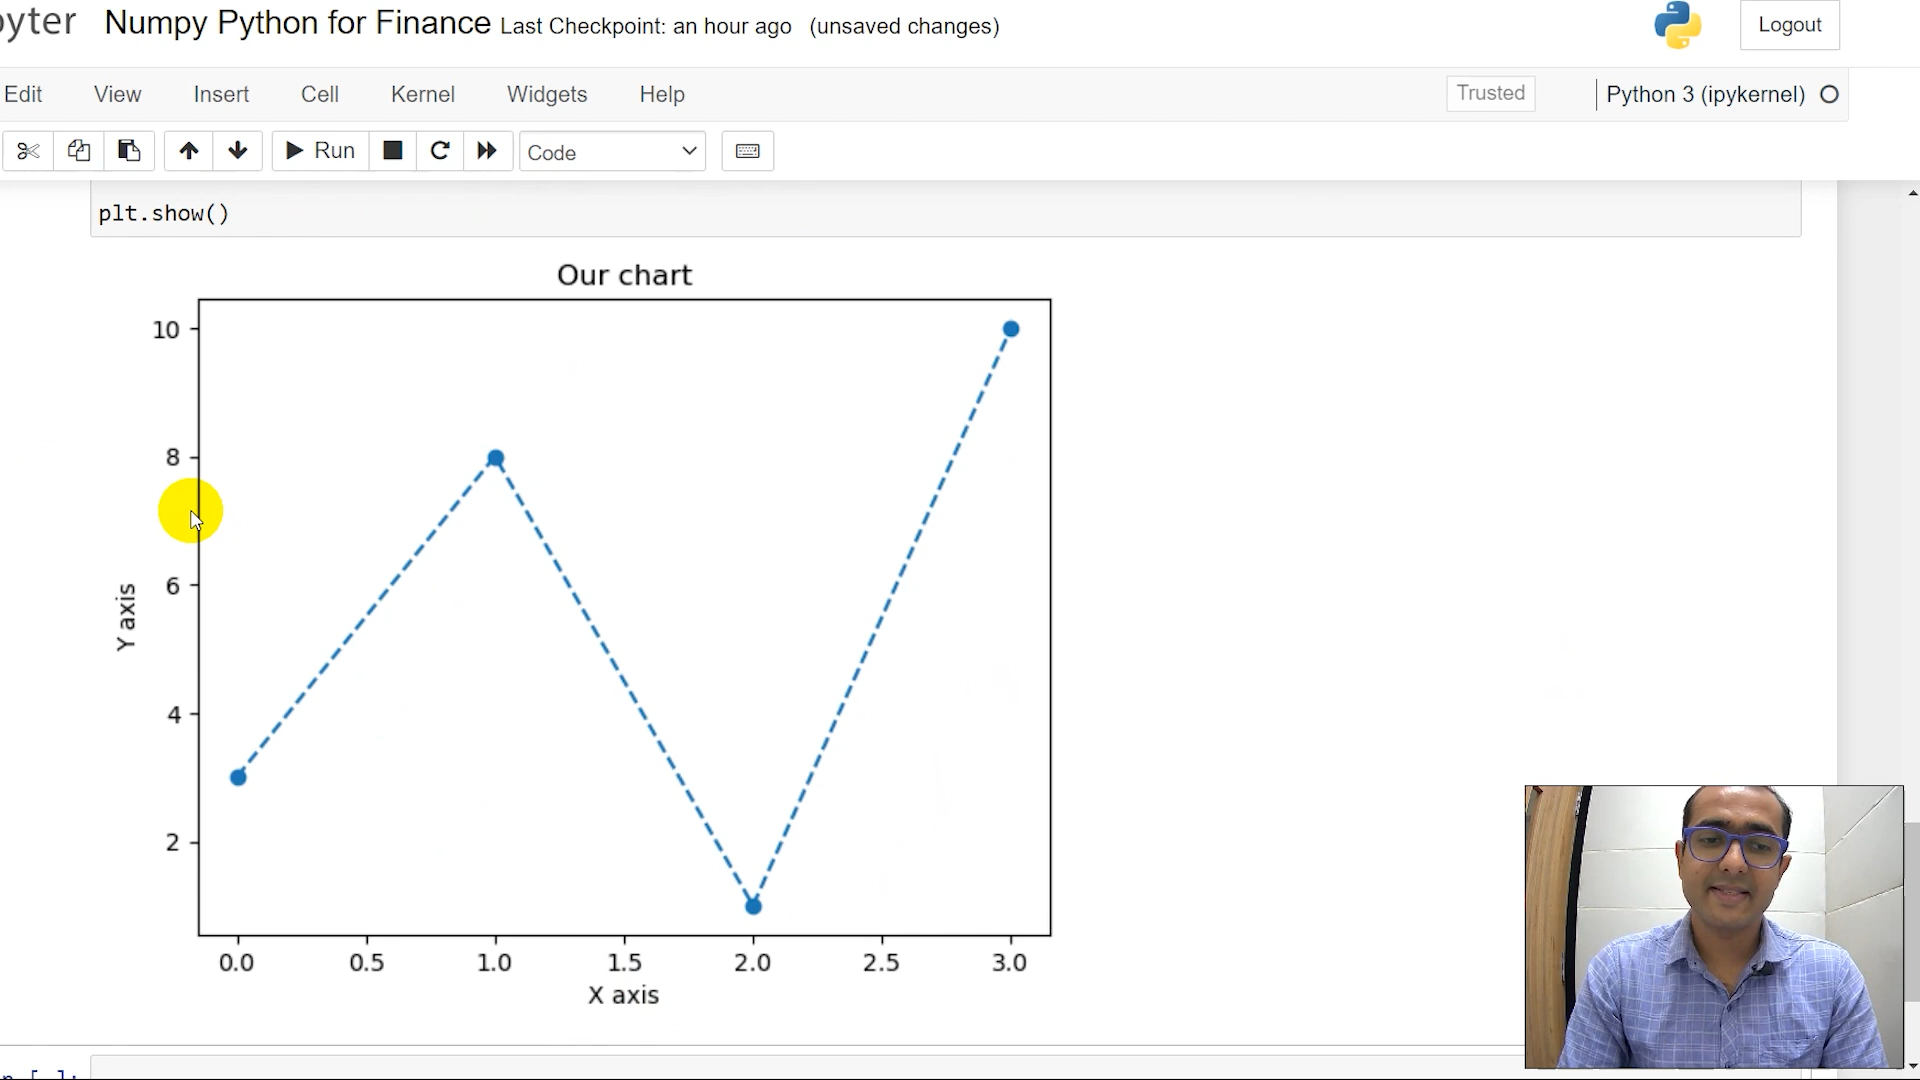 pyter Numpy Python for Finance Last Checkpoint: an hour ago (unsaved changes) Logout
Edit View Insert Cell Kernel Widgets Help Trusted Python 3 (ipykernel)
Run Code
plt.show()
Our chart
10
8
6
4
2
Y axis
0.0 0.5 1.0 1.5 2.0 2.5 3.0
X axis
n [ ]: